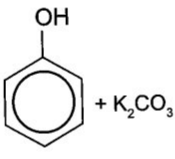 OH
+ K₂CO₃